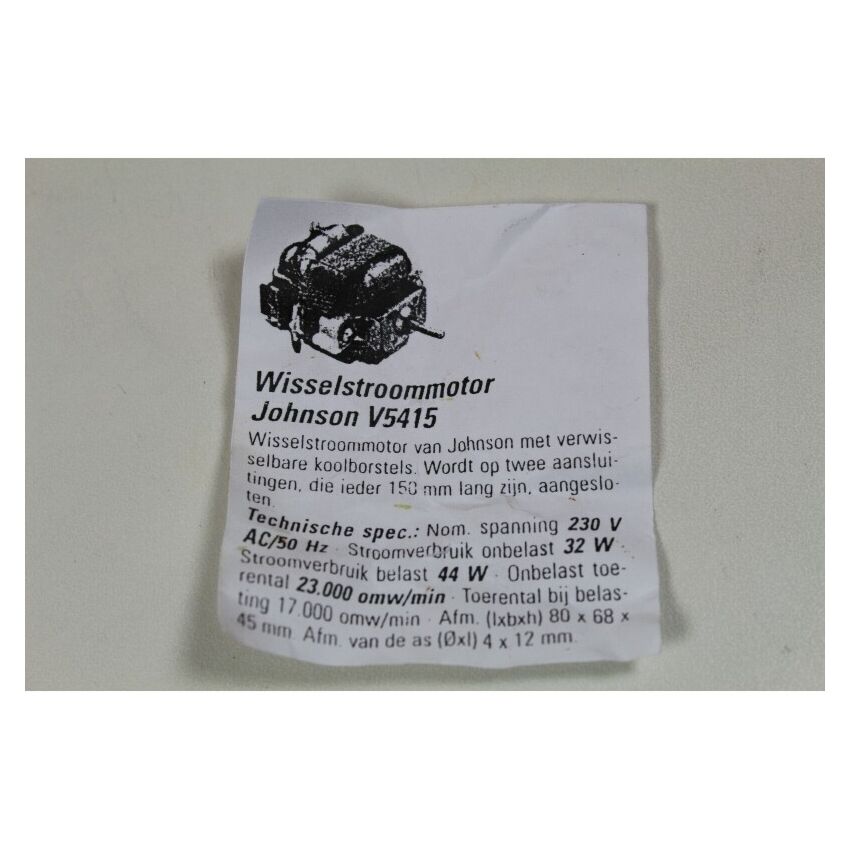 Wisselstroommotor
Johnson V5415
Wisselstroommotor van Johnson met verwis-
selbare koolborstels. Wordt op twee aanslui-
tingen, die ieder 150 mm lang zijn, aangeslo-
ten.
Technische spec.: Nom. spanning 230 V
AC/50 Hz · Stroomverbruik onbelast 32 W ·
Stroomverbruik belast 44 W · Onbelast toe-
rental 23.000 omw/min · Toerental bij belas-
ting 17.000 omw/min · Afm. (lxbxh) 80 x 68 x
45 mm. Afm. van de as (Øxl) 4 x 12 mm.